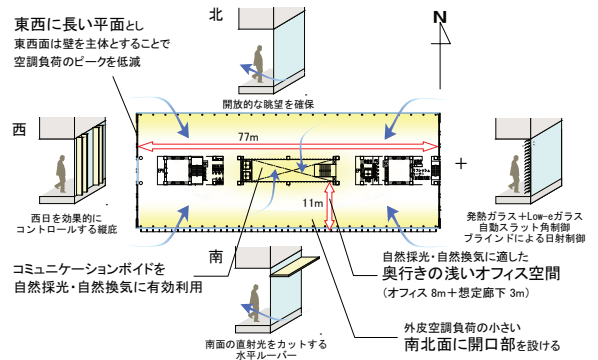 東西に長い平面とし
東西面は壁を主体とすることで
空調負荷のピークを低減
北
開放的な眺望を確保
N
西
西日を効果的に
コントロールする縦庇
77m
11m
+
発熱ガラス+Low-eガラス
自動スラット角制御
ブラインドによる日射制御
コミュニケーションボイドを
自然採光・自然換気に有効利用
南
南面の直射光をカットする
水平ルーバー
自然採光・自然換気に適した
奥行きの浅いオフィス空間
(オフィス 8m+想定廊下 3m)
外皮空調負荷の小さい
南北面に開口部を設ける